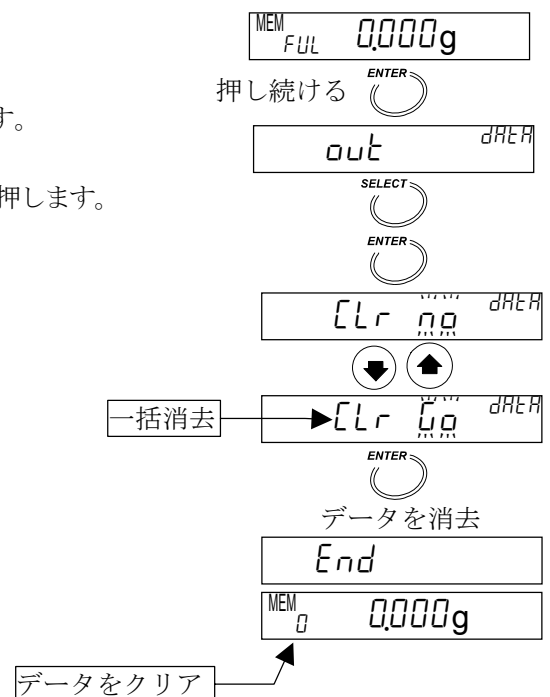 MEM FUL 0.000g
押し続ける ENTER
す。
out dAtA
SELECT
押します。
ENTER
CLr no dAtA
一括消去 CLr Go dAtA
ENTER
データを消去
End
MEM 0 0.000g
データをクリア